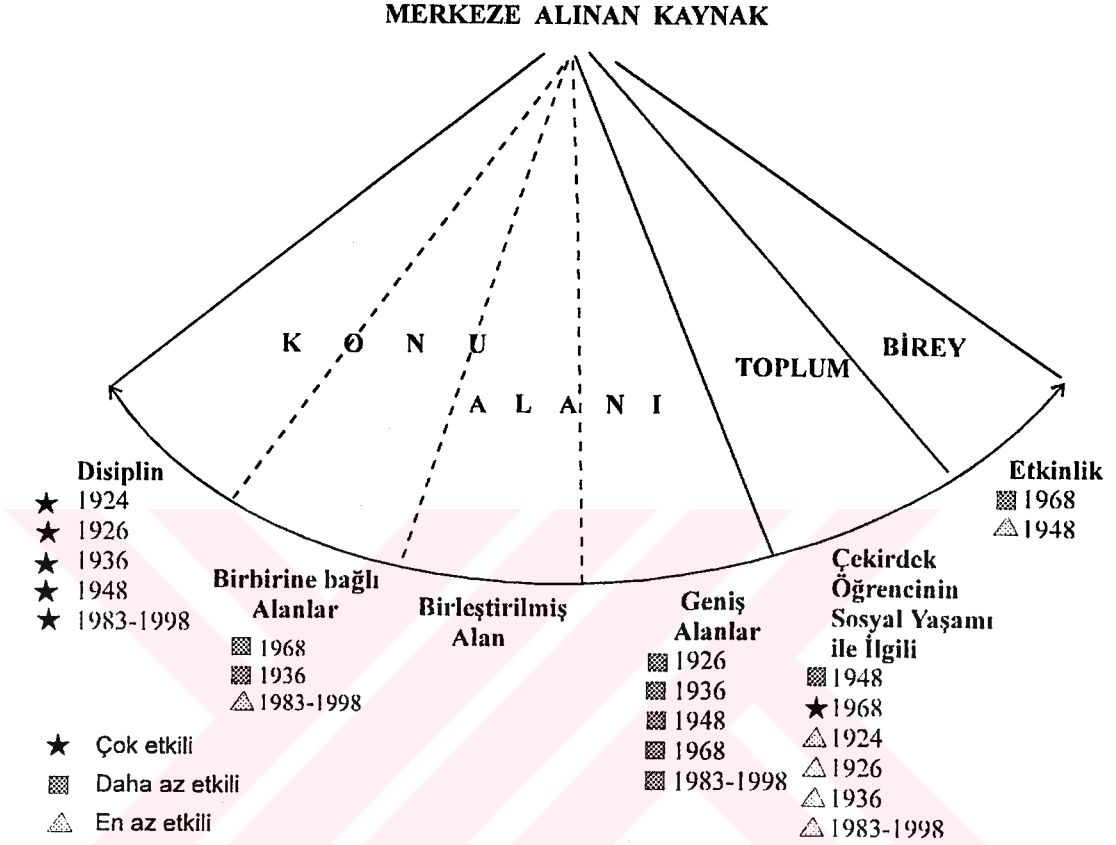 MERKEZE ALINAN KAYNAK
K O N U
A L A N I
TOPLUM
BİREY
Disiplin
★ 1924
★ 1926
★ 1936
★ 1948
★ 1983-1998
Birbirine bağlı
Alanlar
1968
1936
1983-1998
Birleştirilmiş
Alan
Geniş
Alanlar
1926
1936
1948
1968
1983-1998
Çekirdek
Öğrencinin
Sosyal Yaşamı
ile İlgili
1948
★ 1968
1924
1926
1936
1983-1998
Etkinlik
1968
1948
★ Çok etkili
Daha az etkili
En az etkili